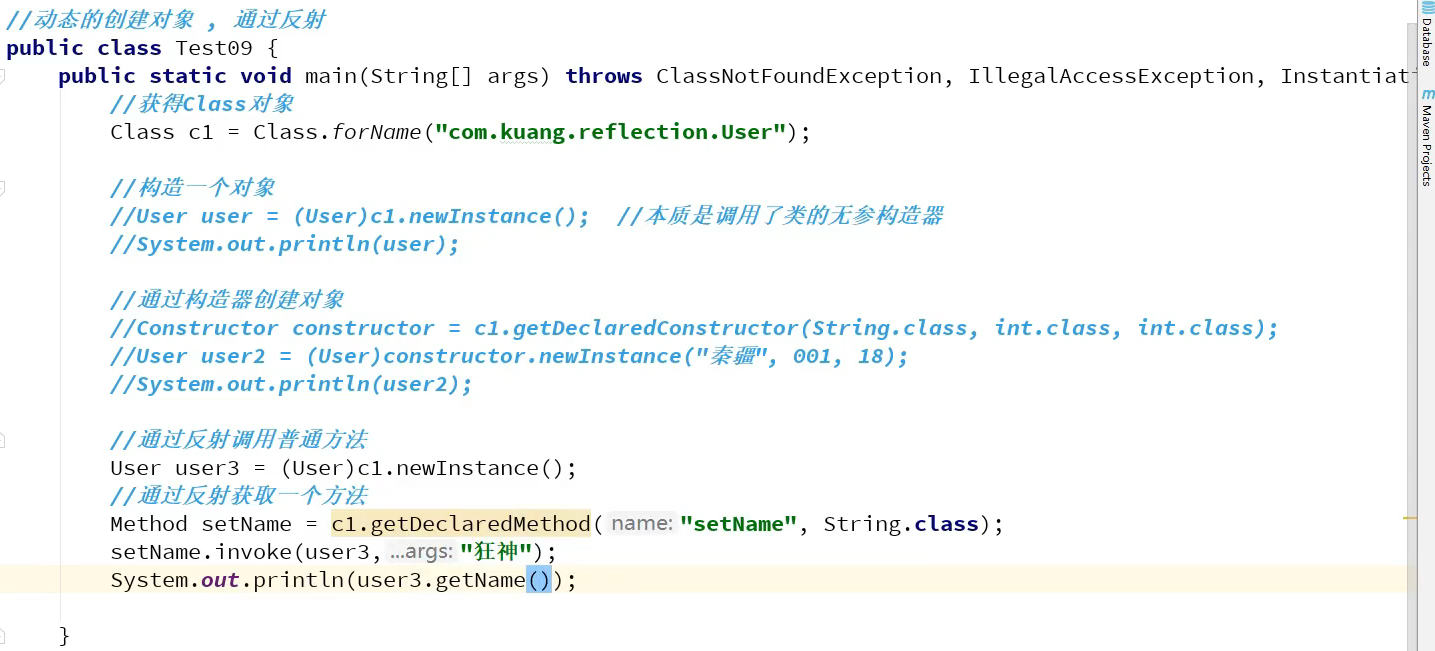 //动态的创建对象 , 通过反射
public class Test09 {
public static void main(String[] args) throws ClassNotFoundException, IllegalAccessException, Instantiati
//获得Class对象
Class c1 = Class.forName("com.kuang.reflection.User");
//构造一个对象
//User user = (User)c1.newInstance();  //本质是调用了类的无参构造器
//System.out.println(user);
//通过构造器创建对象
//Constructor constructor = c1.getDeclaredConstructor(String.class, int.class, int.class);
//User user2 = (User)constructor.newInstance("秦疆", 001, 18);
//System.out.println(user2);
//通过反射调用普通方法
User user3 = (User)c1.newInstance();
//通过反射获取一个方法
Method setName = c1.getDeclaredMethod( name: "setName", String.class);
setName.invoke(user3, ...args: "狂神");
System.out.println(user3.getName());
}
Database
m Maven Projects